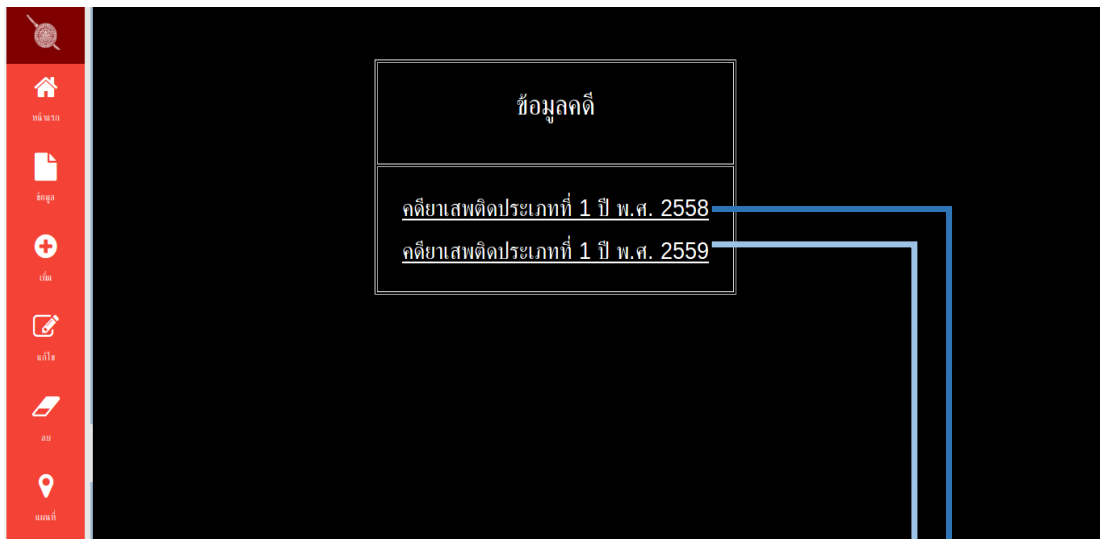 หน้าแรก
ข้อมูล
เพิ่ม
แก้ไข
ลบ
แผนที่
ข้อมูลคดี
คดียาเสพติดประเภทที่ 1 ปี พ.ศ. 2558
คดียาเสพติดประเภทที่ 1 ปี พ.ศ. 2559